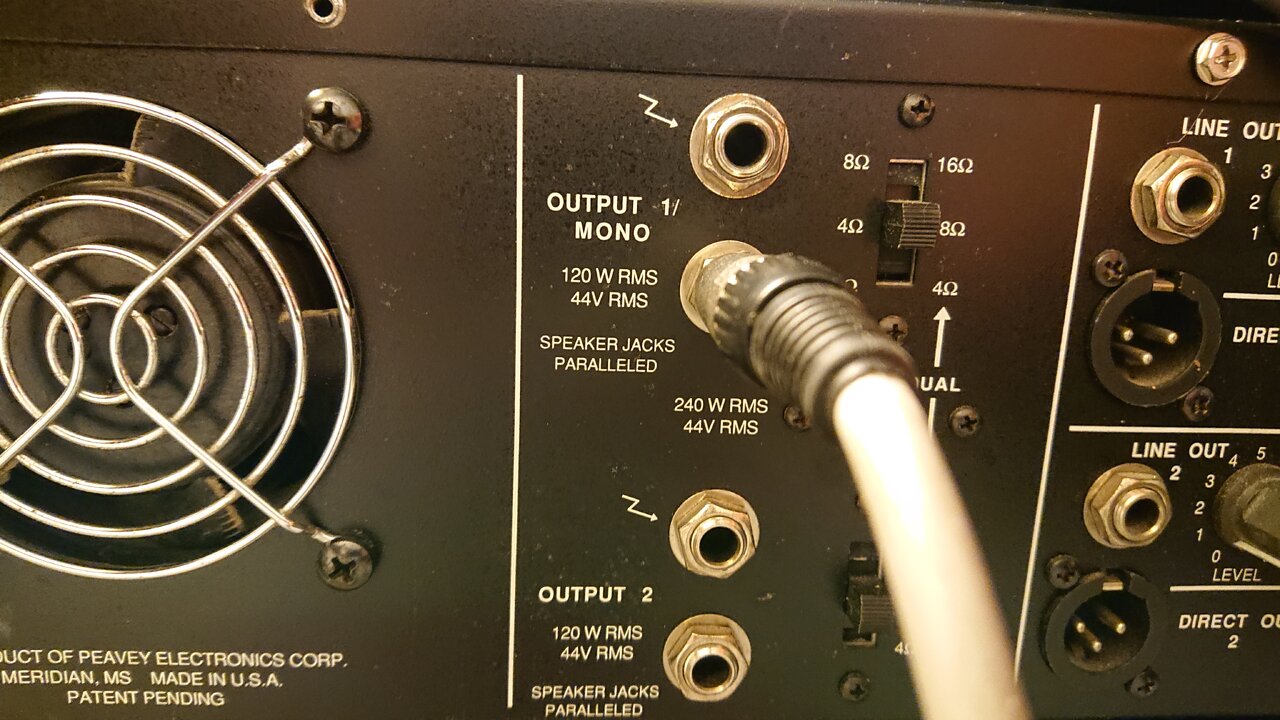 OUTPUT 1/
MONO
120 W RMS
44V RMS
SPEAKER JACKS
PARALLELED
240 W RMS
44V RMS
8Ω 16Ω
4Ω 8Ω
Ω 4Ω
LINE OUT
1
3
2
1
0
LINE OUT
2
5
4
3
2
1
0
LEVEL
DIRECT
2
OUTPUT 2
120 W RMS
44V RMS
SPEAKER JACKS
PARALLELED
OF PEAVEY ELECTRONICS CORP.
MERIDIAN, MS MADE IN U.S.A.
PATENT PENDING